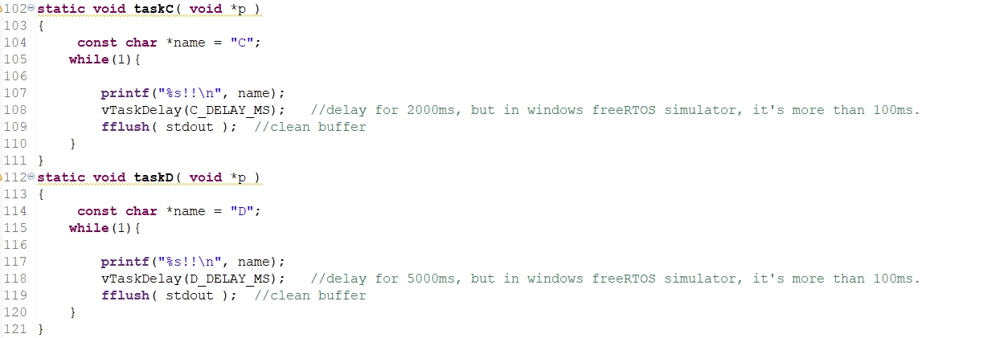 102 static void taskC( void *p )
103 {
104 const char *name = "C";
105 while(1){
106
107 printf("%s!!\n", name);
108 vTaskDelay(C_DELAY_MS); //delay for 2000ms, but in windows freeRTOS simulator, it's more than 100ms.
109 fflush( stdout ); //clean buffer
110 }
111 }
112 static void taskD( void *p )
113 {
114 const char *name = "D";
115 while(1){
116
117 printf("%s!!\n", name);
118 vTaskDelay(D_DELAY_MS); //delay for 5000ms, but in windows freeRTOS simulator, it's more than 100ms.
119 fflush( stdout ); //clean buffer
120 }
121 }